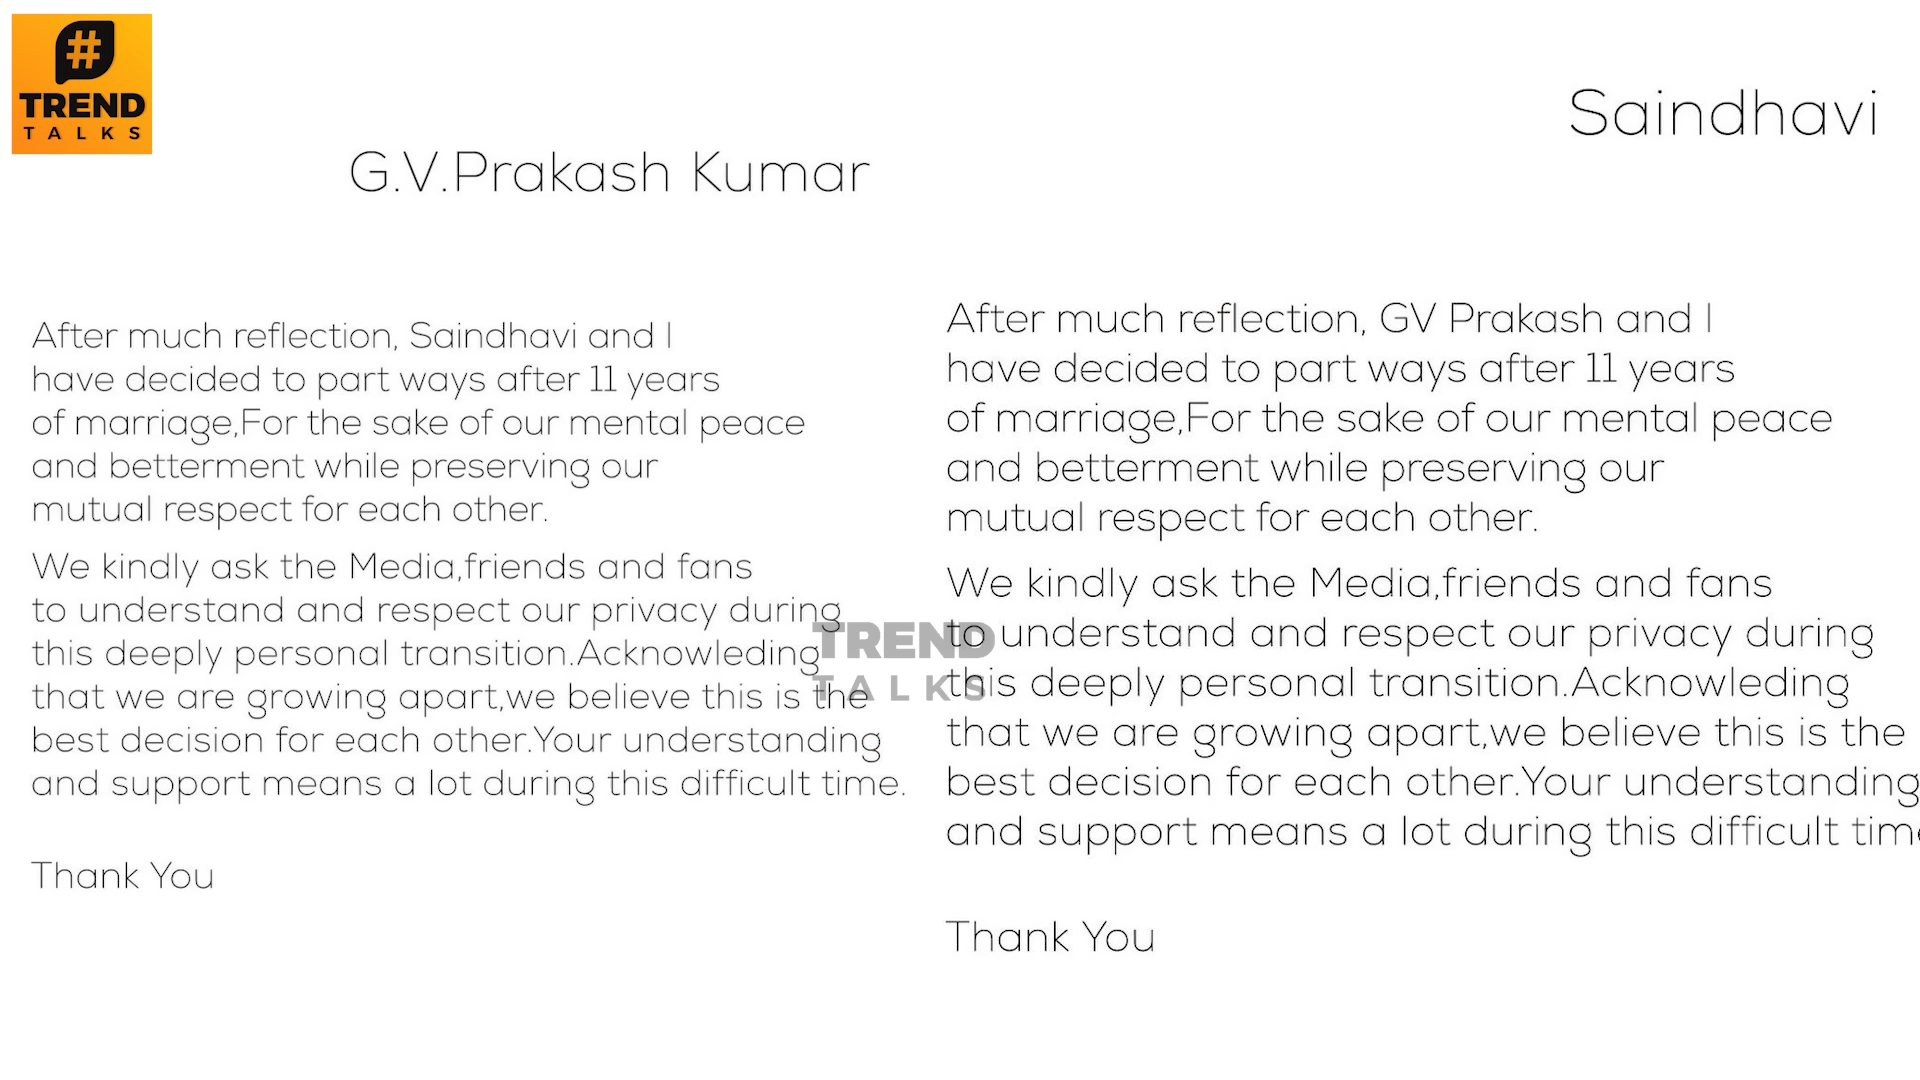 #
TREND
TALKS
G.V.Prakash Kumar
After much reflection, Saindhavi and I
have decided to part ways after 11 years
of marriage,For the sake of our mental peace
and betterment while preserving our
mutual respect for each other.
We kindly ask the Media,friends and fans
to understand and respect our privacy during
this deeply personal transition.Acknowleding
that we are growing apart,we believe this is the
best decision for each other.Your understanding
and support means a lot during this difficult time.
Thank You
Saindhavi
After much reflection, GV Prakash and I
have decided to part ways after 11 years
of marriage,For the sake of our mental peace
and betterment while preserving our
mutual respect for each other.
We kindly ask the Media,friends and fans
to understand and respect our privacy during
this deeply personal transition.Acknowleding
that we are growing apart,we believe this is the
best decision for each other.Your understanding
and support means a lot during this difficult tim
Thank You
TREND
TALKS